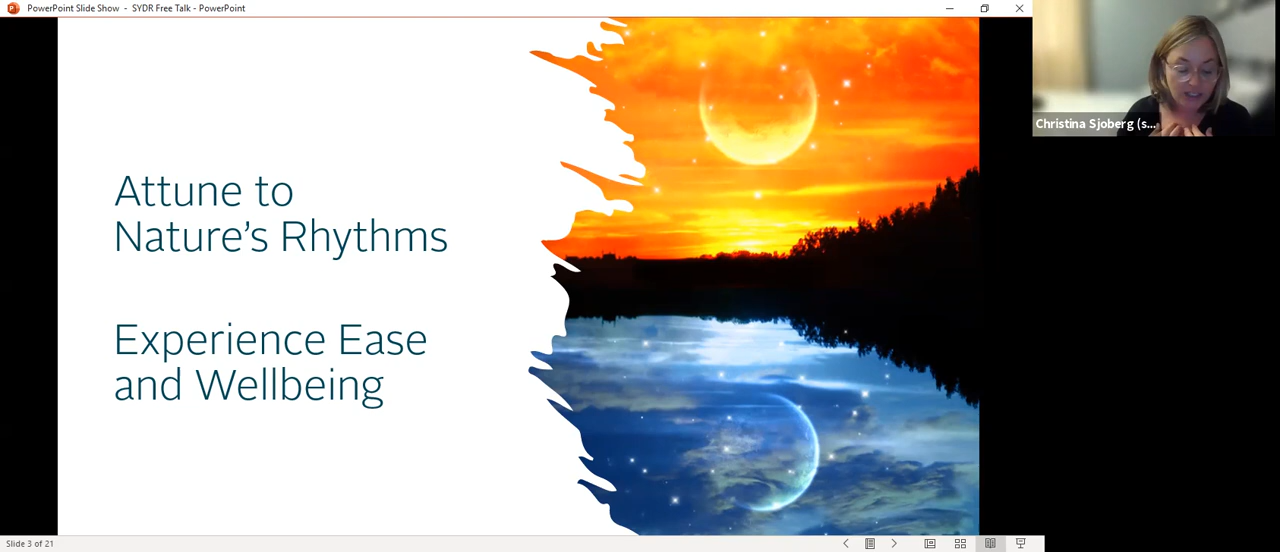 PowerPoint Slide Show - SYDR Free Talk - PowerPoint
Christina Sjoberg (s...
Attune to
Nature’s Rhythms
Experience Ease
and Wellbeing
Slide 3 of 21